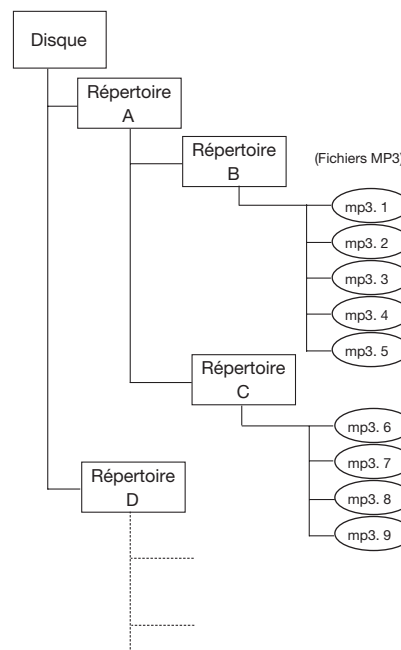 Disque
Répertoire
A
Répertoire
B
(Fichiers MP3)
mp3. 1
mp3. 2
mp3. 3
mp3. 4
mp3. 5
Répertoire
C
mp3. 6
mp3. 7
mp3. 8
mp3. 9
Répertoire
D